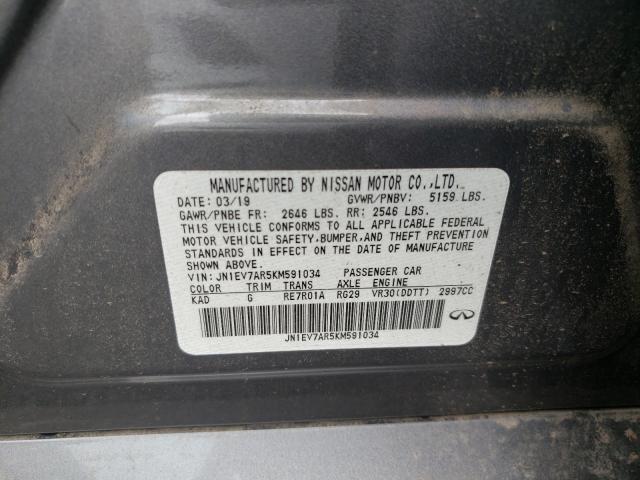 MANUFACTURED BY NISSAN MOTOR CO.,LTD.
DATE: 03/19 GVWR/PNBV: 5159 LBS.
GAWR/PNBE FR: 2646 LBS. RR: 2546 LBS.
THIS VEHICLE CONFORMS TO ALL APPLICABLE FEDERAL
MOTOR VEHICLE SAFETY,BUMPER,AND THEFT PREVENTION
STANDARDS IN EFFECT ON THE DATE OF MANUFACTURE
SHOWN ABOVE.
VIN: JN1EV7AR5KM591034 PASSENGER CAR
COLOR TRIM TRANS AXLE ENGINE
KAD G RE7R01A RG29 VR30(DDTT) 2997CC
JN1EV7AR5KM591034